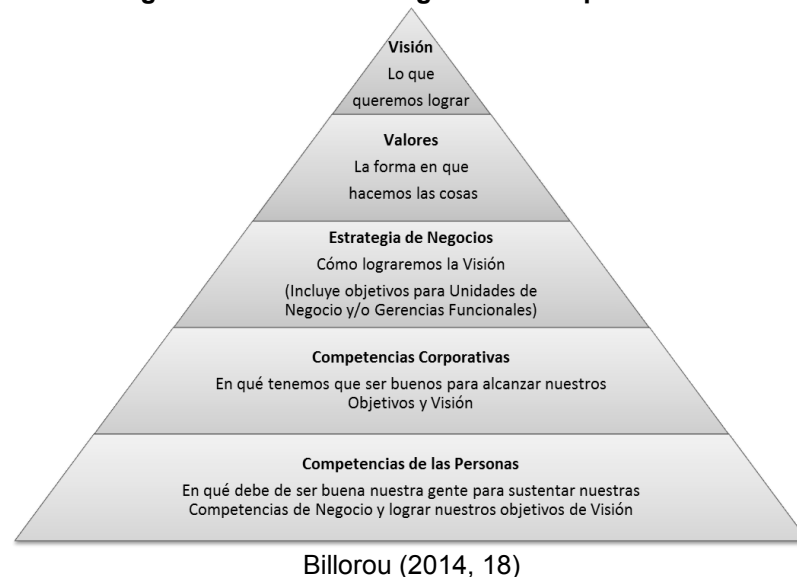 Visión
Lo que
queremos lograr
Valores
La forma en que
hacemos las cosas
Estrategia de Negocios
Cómo lograremos la Visión
(Incluye objetivos para Unidades de
Negocio y/o Gerencias Funcionales)
Competencias Corporativas
En qué tenemos que ser buenos para alcanzar nuestros
Objetivos y Visión
Competencias de las Personas
En qué debe de ser buena nuestra gente para sustentar nuestras
Competencias de Negocio y lograr nuestros objetivos de Visión
Billorou (2014, 18)